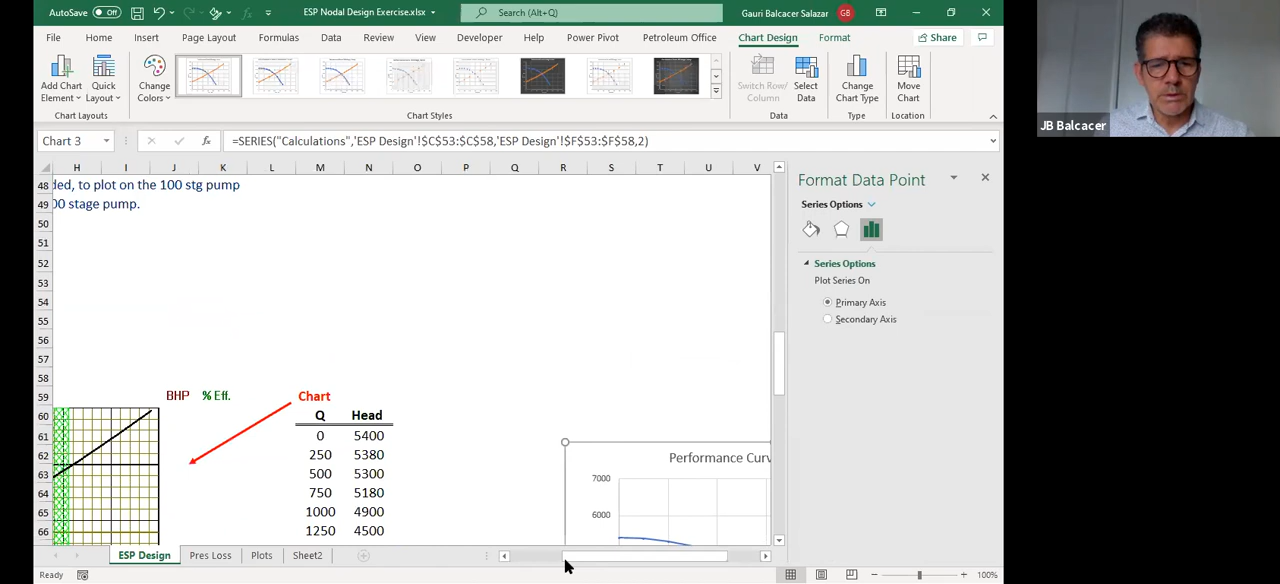 AutoSave Off
ESP Nodal Design Exercise.xlsx
Search (Alt+Q)
Gauri Balcacer Salazar GB
File Home Insert Page Layout Formulas Data Review View Developer Help Power Pivot Petroleum Office Chart Design Format Share
Add Chart Element
Quick Layout
Change Colors
Switch Row/ Column
Select Data
Change Chart Type
Move Chart
Chart Layouts Chart Styles Data Type Location
Chart 3 fx =SERIES("Calculations",'ESP Design'!$C$53:$C$58,'ESP Design'!$F$53:$F$58,2)
H I J K L M N O P Q R S T U V
48 ded, to plot on the 100 stg pump
49 00 stage pump.
50
51
52
53
54
55
56
57
58
59 BHP % Eff. Chart
60 Q Head
61 0 5400
62 250 5380
63 500 5300
64 750 5180
65 1000 4900
66 1250 4500
Performance Curv
7000
6000
Format Data Point
Series Options
Series Options
Plot Series On
Primary Axis
Secondary Axis
ESP Design Pres Loss Plots Sheet2
Ready 100%
JB Balcacer